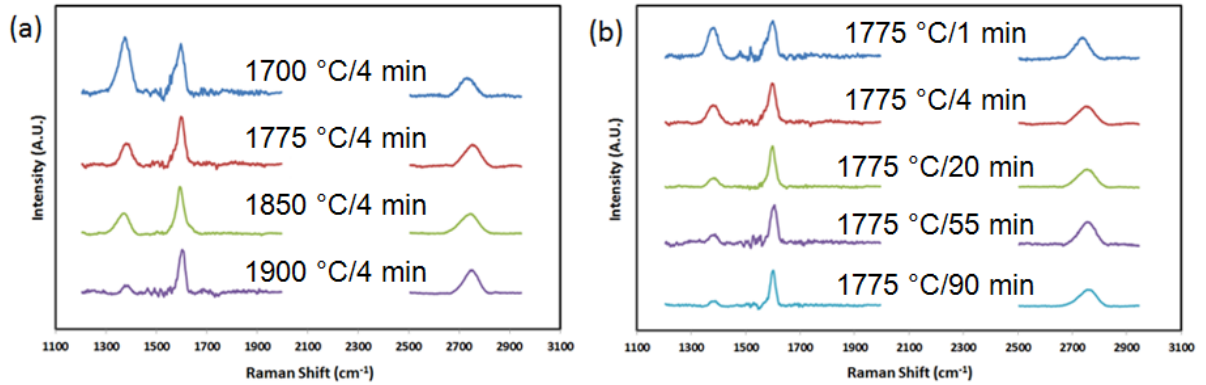 (a)
1700 °C/4 min
1775 °C/4 min
1850 °C/4 min
1900 °C/4 min
Intensity (A.U.)
1100 1300 1500 1700 1900 2100 2300 2500 2700 2900 3100
Raman Shift (cm⁻¹)
(b)
1775 °C/1 min
1775 °C/4 min
1775 °C/20 min
1775 °C/55 min
1775 °C/90 min
Intensity (A.U.)
1100 1300 1500 1700 1900 2100 2300 2500 2700 2900 3100
Raman Shift (cm⁻¹)